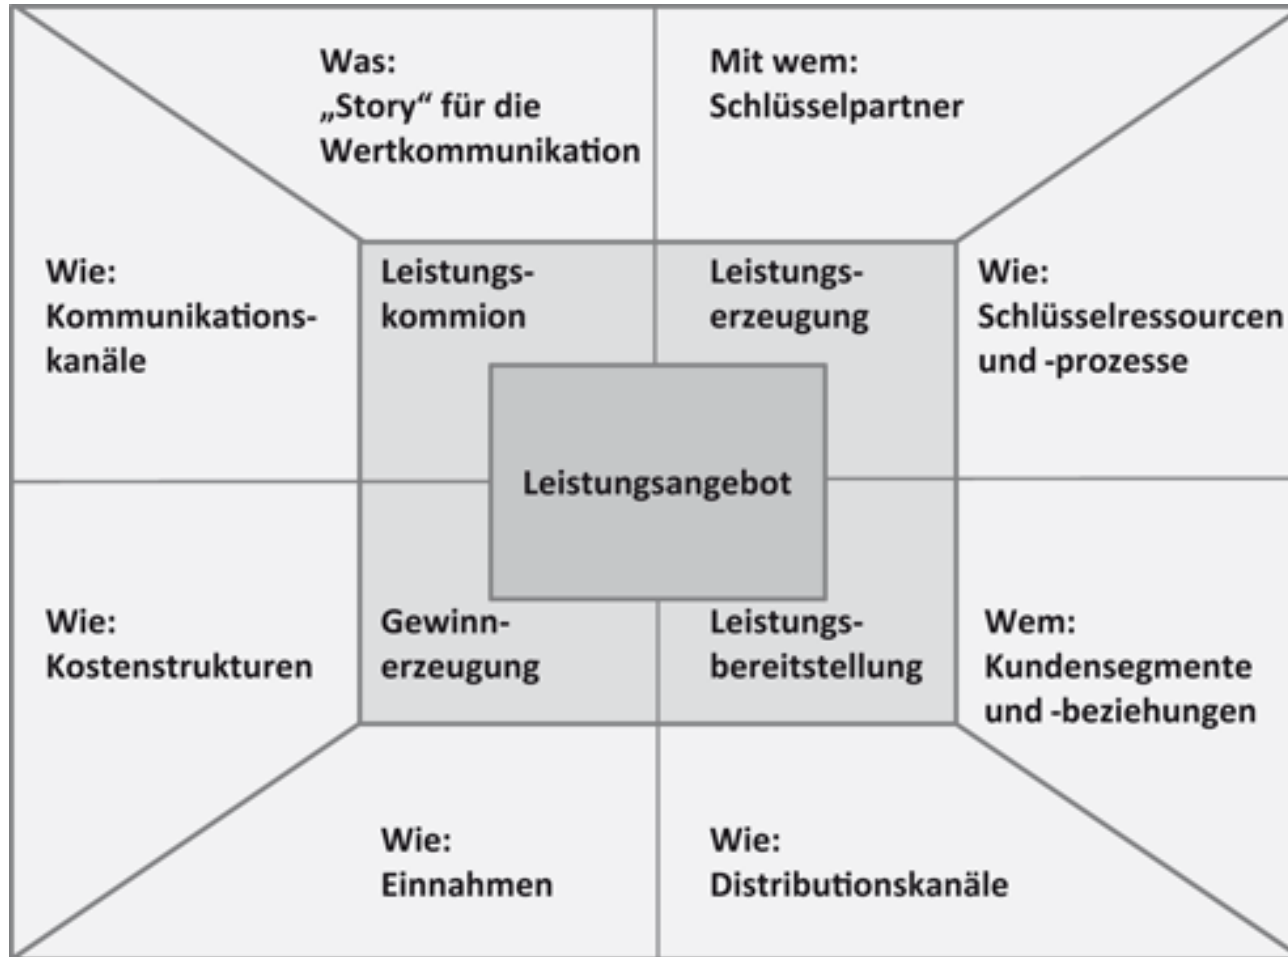 Was:
„Story“ für die
Wertkommunikation
Mit wem:
Schlüsselpartner
Wie:
Kommunikations-
kanäle
Leistungs-
kommion
Leistungs-
erzeugung
Wie:
Schlüsselressourcen
und -prozesse
Leistungsangebot
Wie:
Kostenstrukturen
Gewinn-
erzeugung
Leistungs-
bereitstellung
Wem:
Kundensegmente
und -beziehungen
Wie:
Einnahmen
Wie:
Distributionskanäle